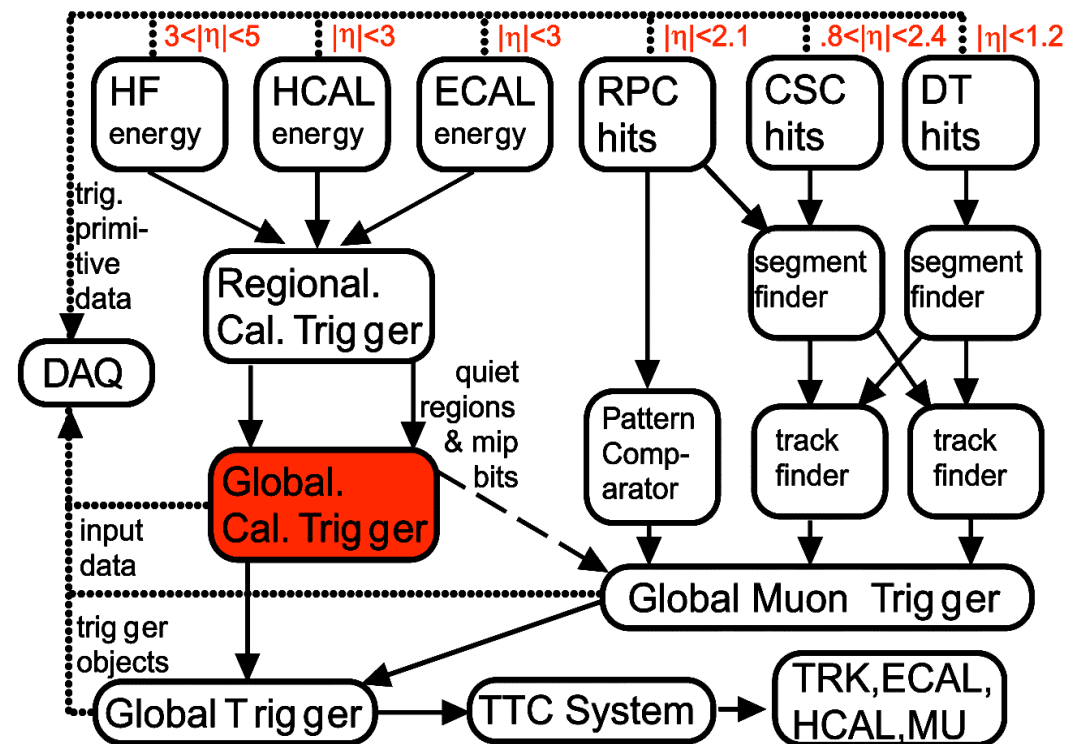 3<|η|<5
|η|<3
|η|<3
|η|<2.1
.8<|η|<2.4
|η|<1.2
HF
energy
HCAL
energy
ECAL
energy
RPC
hits
CSC
hits
DT
hits
trig.
primi-
tive
data
Regional.
Cal. Trigger
segment
finder
segment
finder
DAQ
quiet
regions
& mip
bits
Pattern
Comp-
arator
track
finder
track
finder
Global.
Cal. Trigger
input
data
Global Muon Trigger
trigger
objects
Global Trigger
TTC System
TRK,ECAL,
HCAL,MU